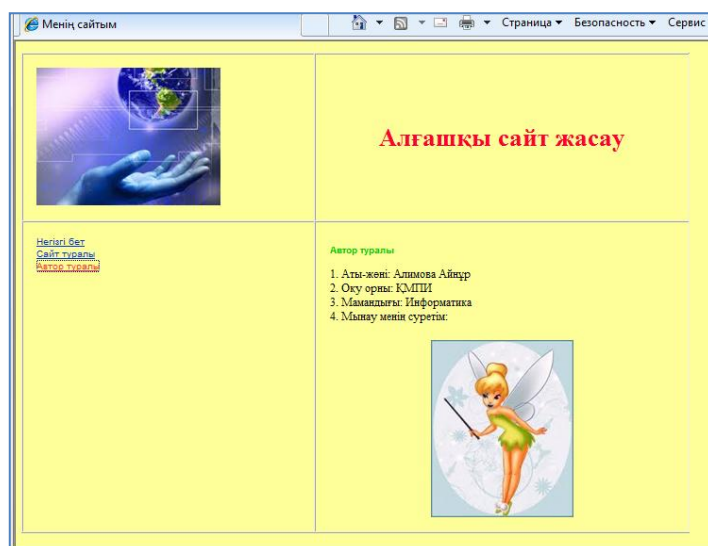 Менің сайтым
Страница Безопасность Сервис
Алғашқы сайт жасау
Негізгі бет
Сайт туралы
Автор туралы
Автор туралы
1. Аты-жөні: Алимова Айнұр
2. Оқу орны: ҚМПИ
3. Мамандығы: Информатика
4. Мынау менің суретім: